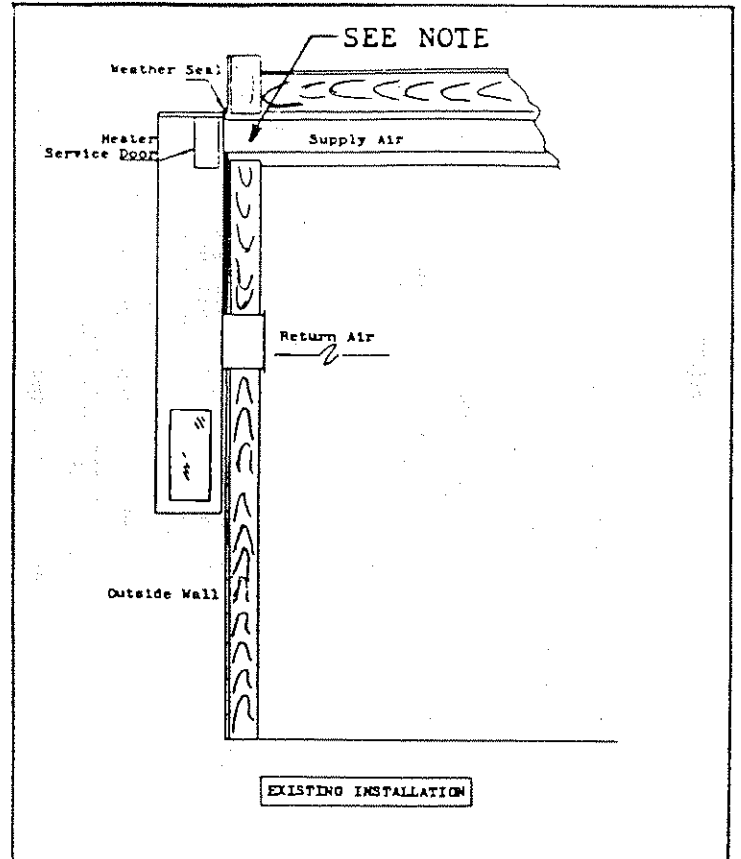 SEE NOTE
Weather Seal
Heater
Service Door
Supply Air
Return Air
Outside Wall
EXISTING INSTALLATION